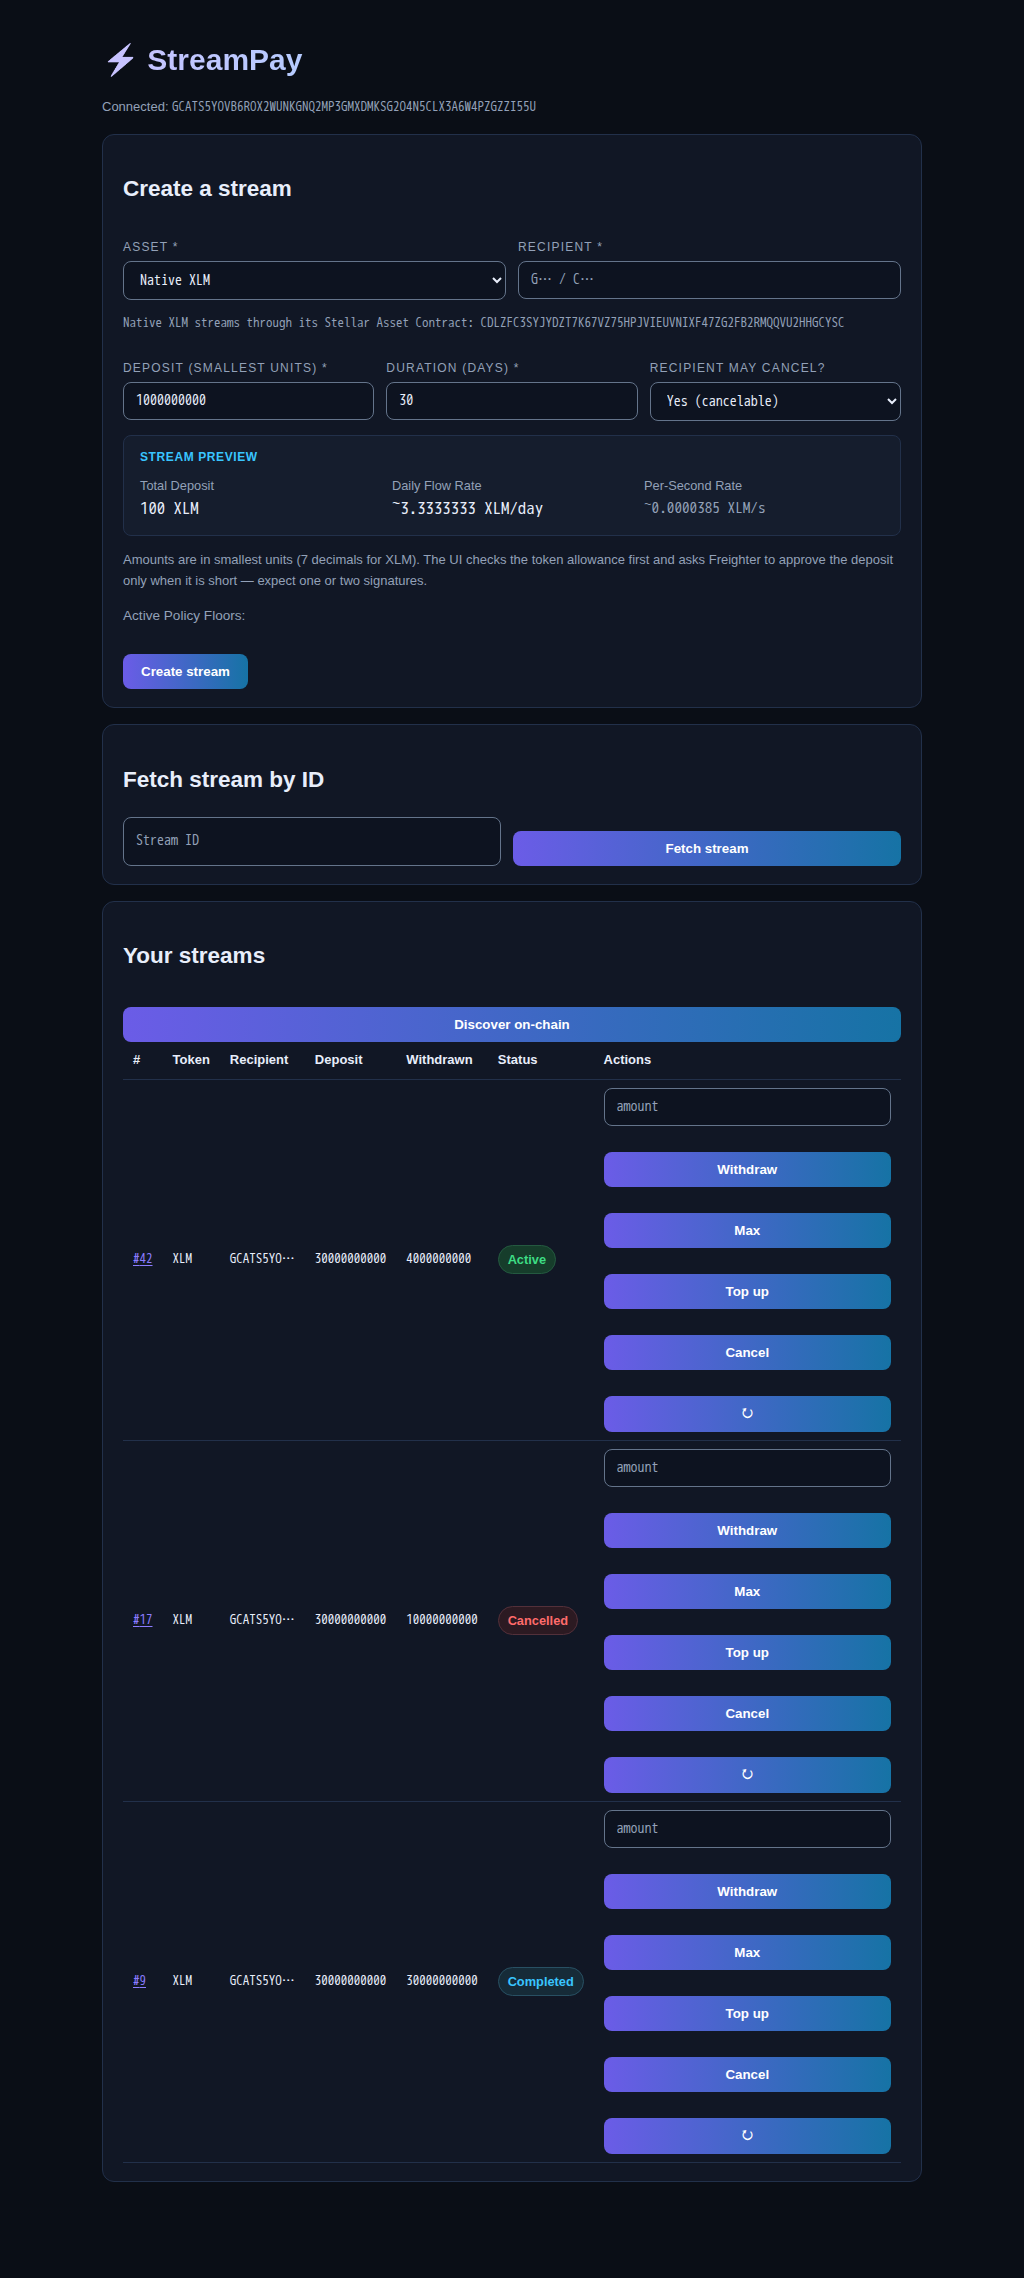 ⚡ StreamPay
Connected: GCATS5YOVB6ROX2WUNKGNQ2MP3GMXDMKSG2O4N5CLX3A6W4PZGZZI55U
Create a stream
ASSET * RECIPIENT *
Native XLM G… / C…
Native XLM streams through its Stellar Asset Contract: CDLZFC3SYJYDZT7K67VZ75HPJVIEUVNIXF47ZG2FB2RMQQVU2HHGCYSC
DEPOSIT (SMALLEST UNITS) * DURATION (DAYS) * RECIPIENT MAY CANCEL?
1000000000 30 Yes (cancelable)
STREAM PREVIEW
Total Deposit Daily Flow Rate Per-Second Rate
100 XLM ~3.3333333 XLM/day ~0.0000385 XLM/s
Amounts are in smallest units (7 decimals for XLM). The UI checks the token allowance first and asks Freighter to approve the deposit
only when it is short — expect one or two signatures.
Active Policy Floors:
Create stream
Fetch stream by ID
Stream ID Fetch stream
Your streams
Discover on-chain
# Token Recipient Deposit Withdrawn Status Actions
amount
Withdraw
Max
#42 XLM GCATS5YO… 30000000000 4000000000 Active
Top up
Cancel
↻
amount
Withdraw
Max
#17 XLM GCATS5YO… 30000000000 10000000000 Cancelled
Top up
Cancel
↻
amount
Withdraw
Max
#9 XLM GCATS5YO… 30000000000 30000000000 Completed
Top up
Cancel
↻